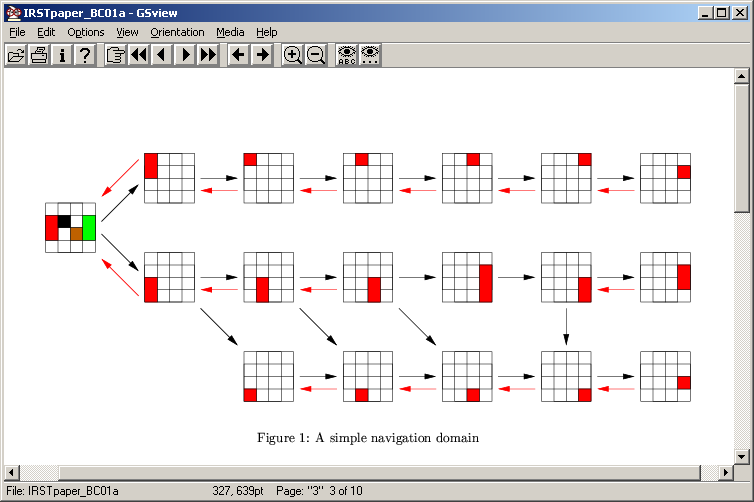 IRSTpaper_BC01a - GSview
File Edit Options View Orientation Media Help
i ?
ABC
Figure 1: A simple navigation domain
File: IRSTpaper_BC01a 327, 639pt Page: "3" 3 of 10